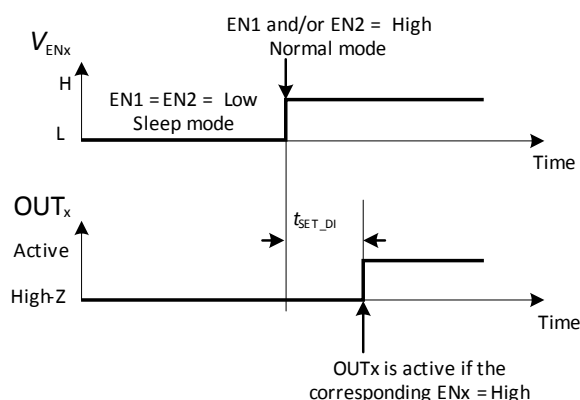 EN1 and/or EN2 = High
Normal mode
VENx
H
EN1 = EN2 = Low
Sleep mode
L
Time
OUTx
tSET_DI
Active
High-Z
Time
OUTx is active if the
corresponding ENx = High